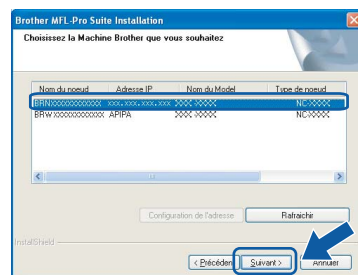 Brother MFL-Pro Suite Installation
Choisissez la Machine Brother que vous souhaitez
Nom du noeud Adresse IP Nom du Model Type de noeud
BRNxxxxxxxxxxxx xxx.xxx.xxx.xxx XXX-XXXX NC-XXXX
BRWxxxxxxxxxxxx APIPA XXX-XXXX NC-XXXX
Configuration de l'adresse Rafraichir
InstallShield
< Précéden Suivant > Annuler